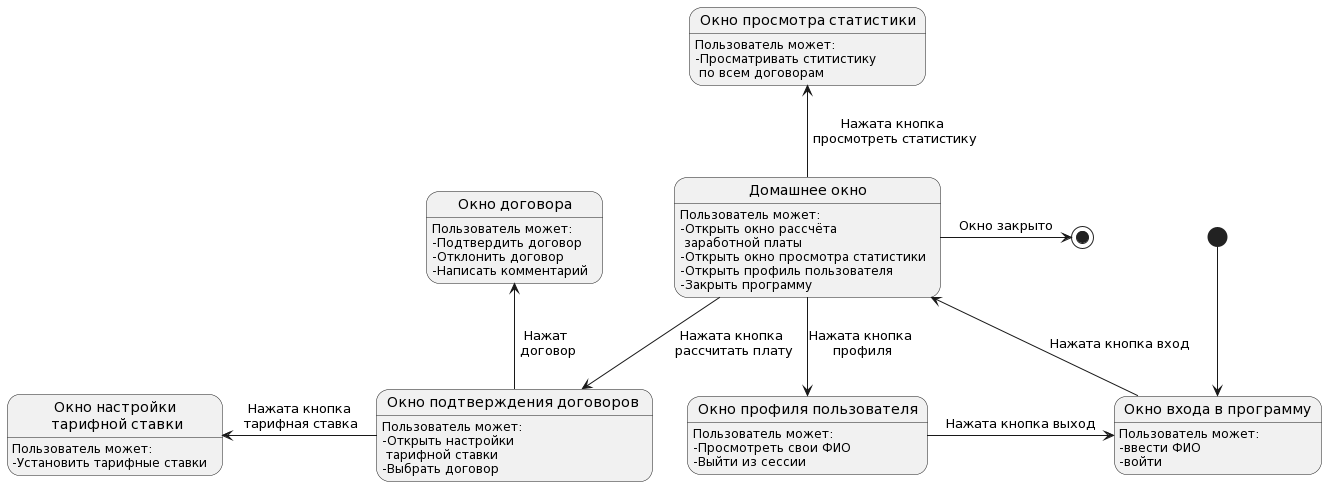 Окно просмотра статистики
Пользователь может:
-Просматривать ститистику
по всем договорам
Нажата кнопка
просмотреть статистику
Домашнее окно
Пользователь может:
-Открыть окно рассчёта
заработной платы
-Открыть окно просмотра статистики
-Открыть профиль пользователя
-Закрыть программу
Окно закрыто
Окно договора
Пользователь может:
-Подтвердить договор
-Отклонить договор
-Написать комментарий
Нажат
договор
Нажата кнопка
рассчитать плату
Нажата кнопка
профиля
Нажата кнопка вход
Окно настройки
тарифной ставки
Пользователь может:
-Установить тарифные ставки
Нажата кнопка
тарифная ставка
Окно подтверждения договоров
Пользователь может:
-Открыть настройки
тарифной ставки
-Выбрать договор
Окно профиля пользователя
Пользователь может:
-Просмотреть свои ФИО
-Выйти из сессии
Нажата кнопка выход
Окно входа в программу
Пользователь может:
-ввести ФИО
-войти